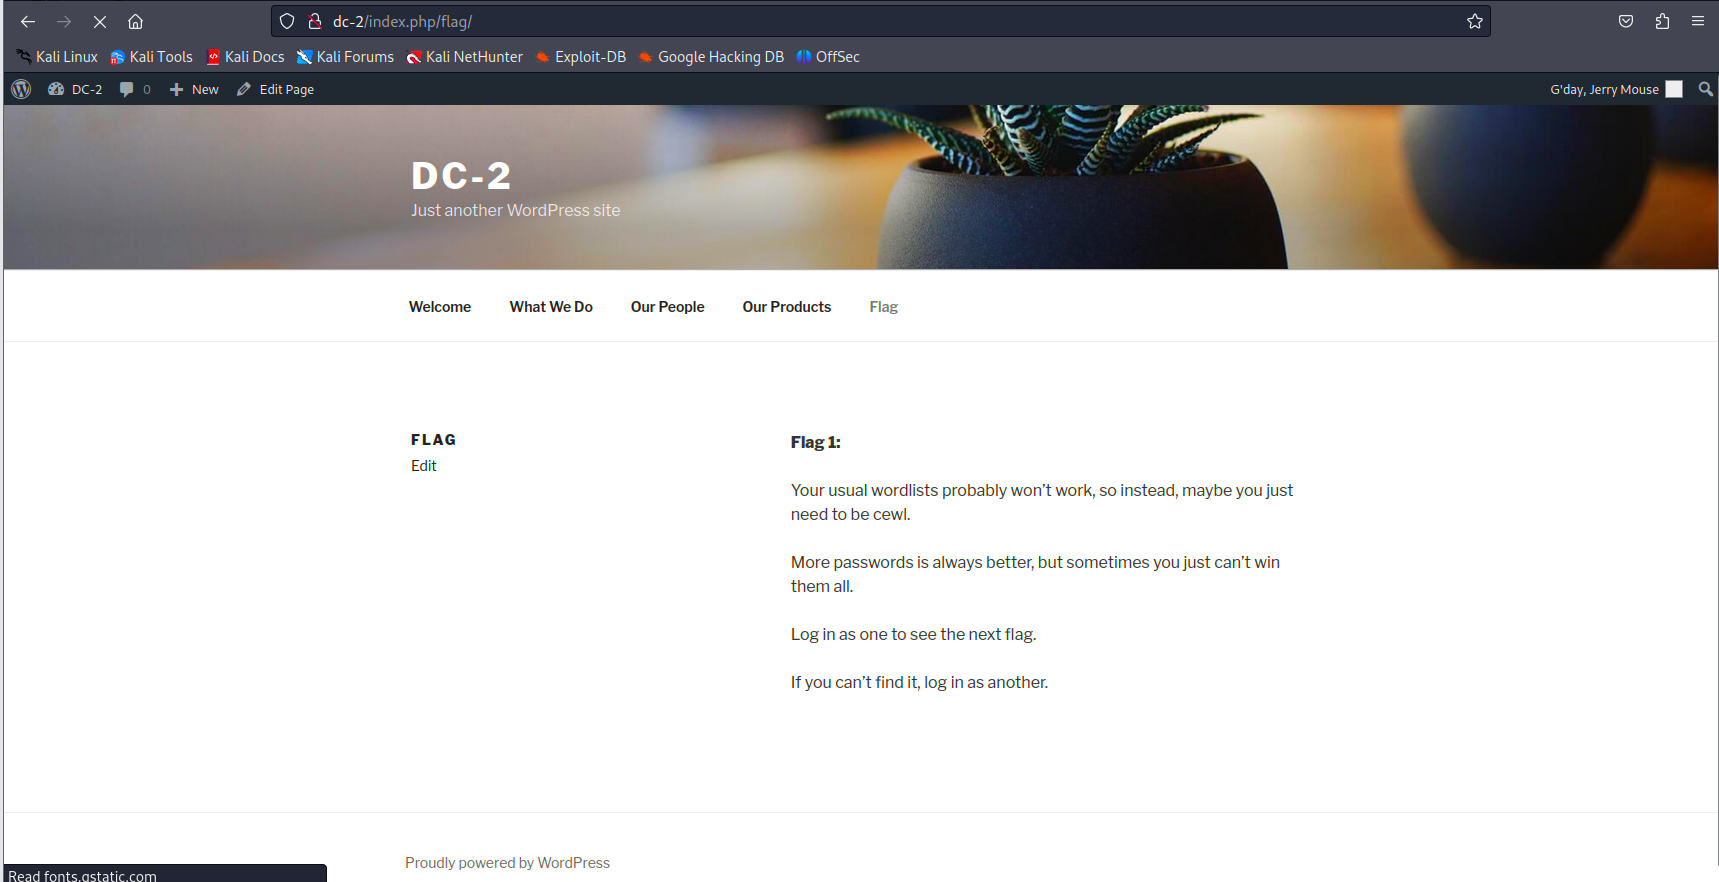 dc-2/index.php/flag/
Kali Linux Kali Tools Kali Docs Kali Forums Kali NetHunter Exploit-DB Google Hacking DB OffSec
DC-2 0 New Edit Page G'day, Jerry Mouse
DC-2
Just another WordPress site
Welcome What We Do Our People Our Products Flag
FLAG
Edit
Flag 1:
Your usual wordlists probably won’t work, so instead, maybe you just
need to be cewl.
More passwords is always better, but sometimes you just can’t win
them all.
Log in as one to see the next flag.
If you can’t find it, log in as another.
Proudly powered by WordPress
Read fonts.gstatic.com